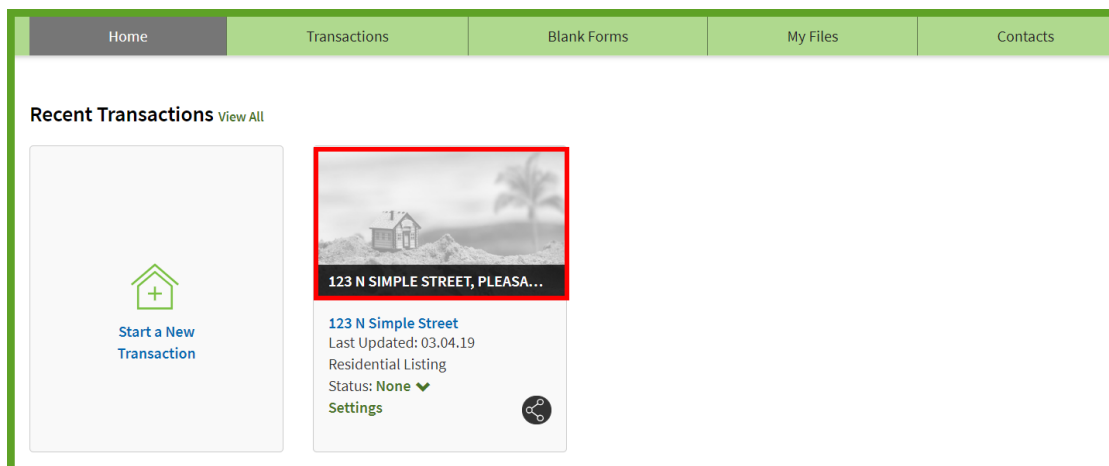 Home
Transactions
Blank Forms
My Files
Contacts
Recent Transactions View All
Start a New
Transaction
123 N SIMPLE STREET, PLEASA...
123 N Simple Street
Last Updated: 03.04.19
Residential Listing
Status: None
Settings